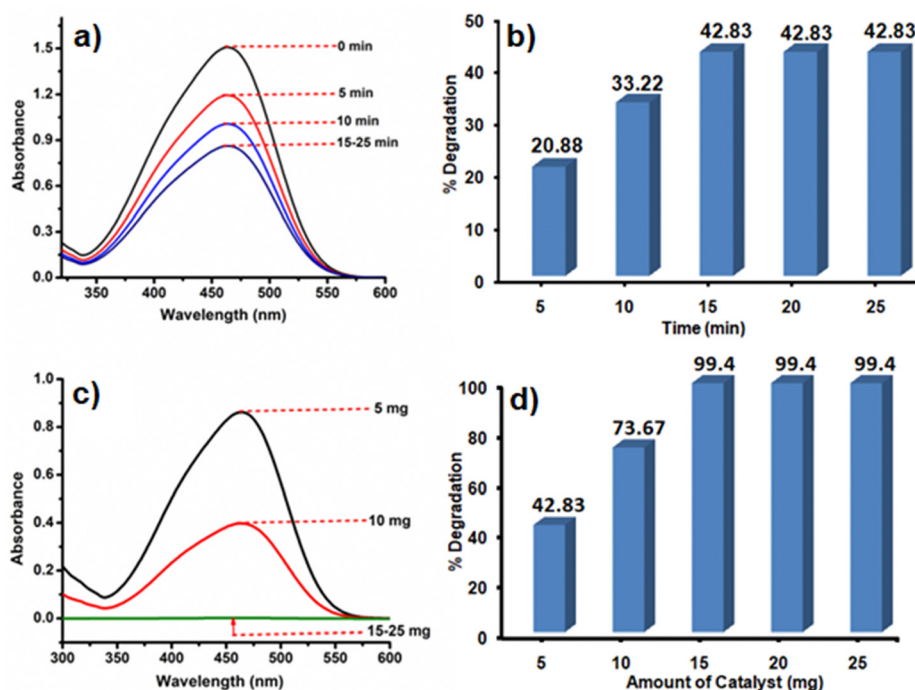 a)
0 min
5 min
10 min
15-25 min
1.5
1.2
0.9
0.6
0.3
0.0
Absorbance
350 400 450 500 550 600
Wavelength (nm)
b)
50
40
30
20
10
0
% Degradation
20.88 33.22 42.83 42.83 42.83
5 10 15 20 25
Time (min)
c)
5 mg
10 mg
15-25 mg
1.0
0.8
0.6
0.4
0.2
0.0
Absorbance
300 350 400 450 500 550 600
Wavelength (nm)
d)
100
80
60
40
20
0
% Degradation
42.83 73.67 99.4 99.4 99.4
5 10 15 20 25
Amount of Catalyst (mg)